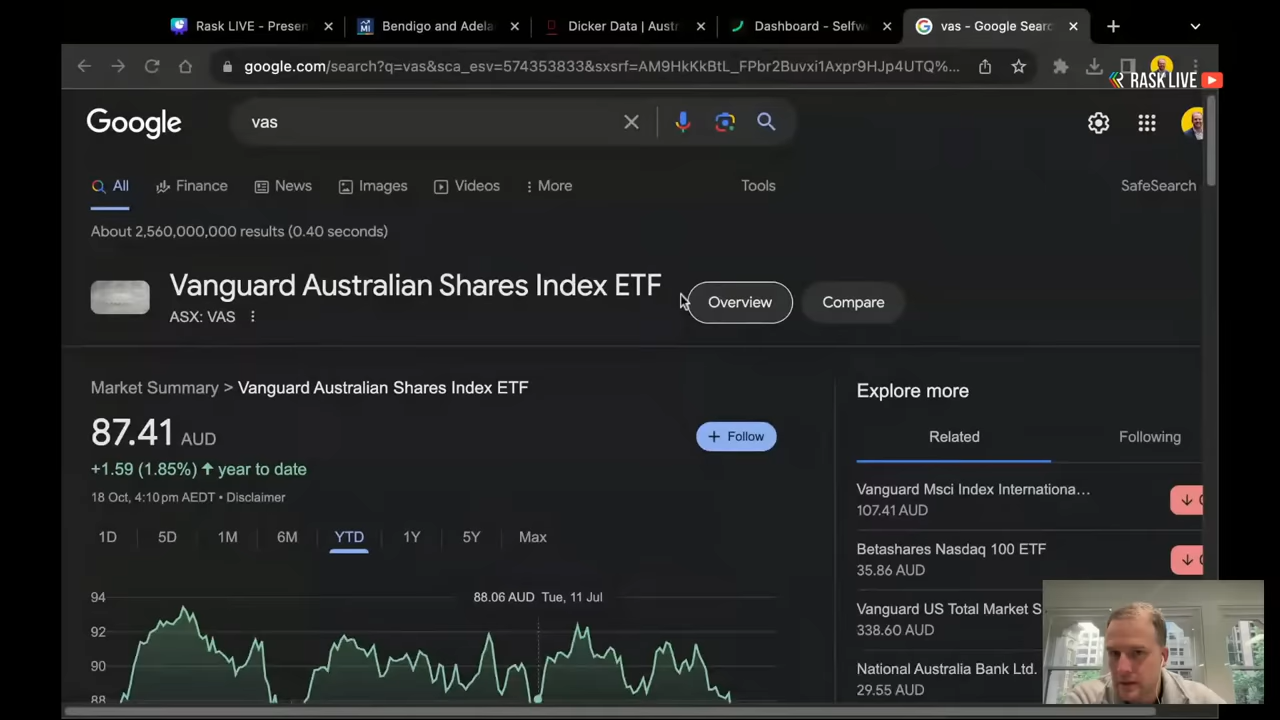 Rask LIVE - Presen
Bendigo and Adela
Dicker Data | Austr
Dashboard - Selfw
vas - Google Searc
google.com/search?q=vas&sca_esv=574353833&sxsrf=AM9HkKkBtL_FPbr2Buvxi1Axpr9HJp4UTQ%...
RASK LIVE
Google
vas
All
Finance
News
Images
Videos
More
Tools
SafeSearch
About 2,560,000,000 results (0.40 seconds)
Vanguard Australian Shares Index ETF
ASX: VAS
Overview
Compare
Market Summary > Vanguard Australian Shares Index ETF
87.41 AUD
+ Follow
+1.59 (1.85%) ↑ year to date
18 Oct, 4:10 pm AEDT • Disclaimer
1D 5D 1M 6M YTD 1Y 5Y Max
88.06 AUD Tue, 11 Jul
94
92
90
88
Explore more
Related
Following
Vanguard Msci Index Internationa...
107.41 AUD
Betashares Nasdaq 100 ETF
35.86 AUD
Vanguard US Total Market S
338.60 AUD
National Australia Bank Ltd.
29.55 AUD